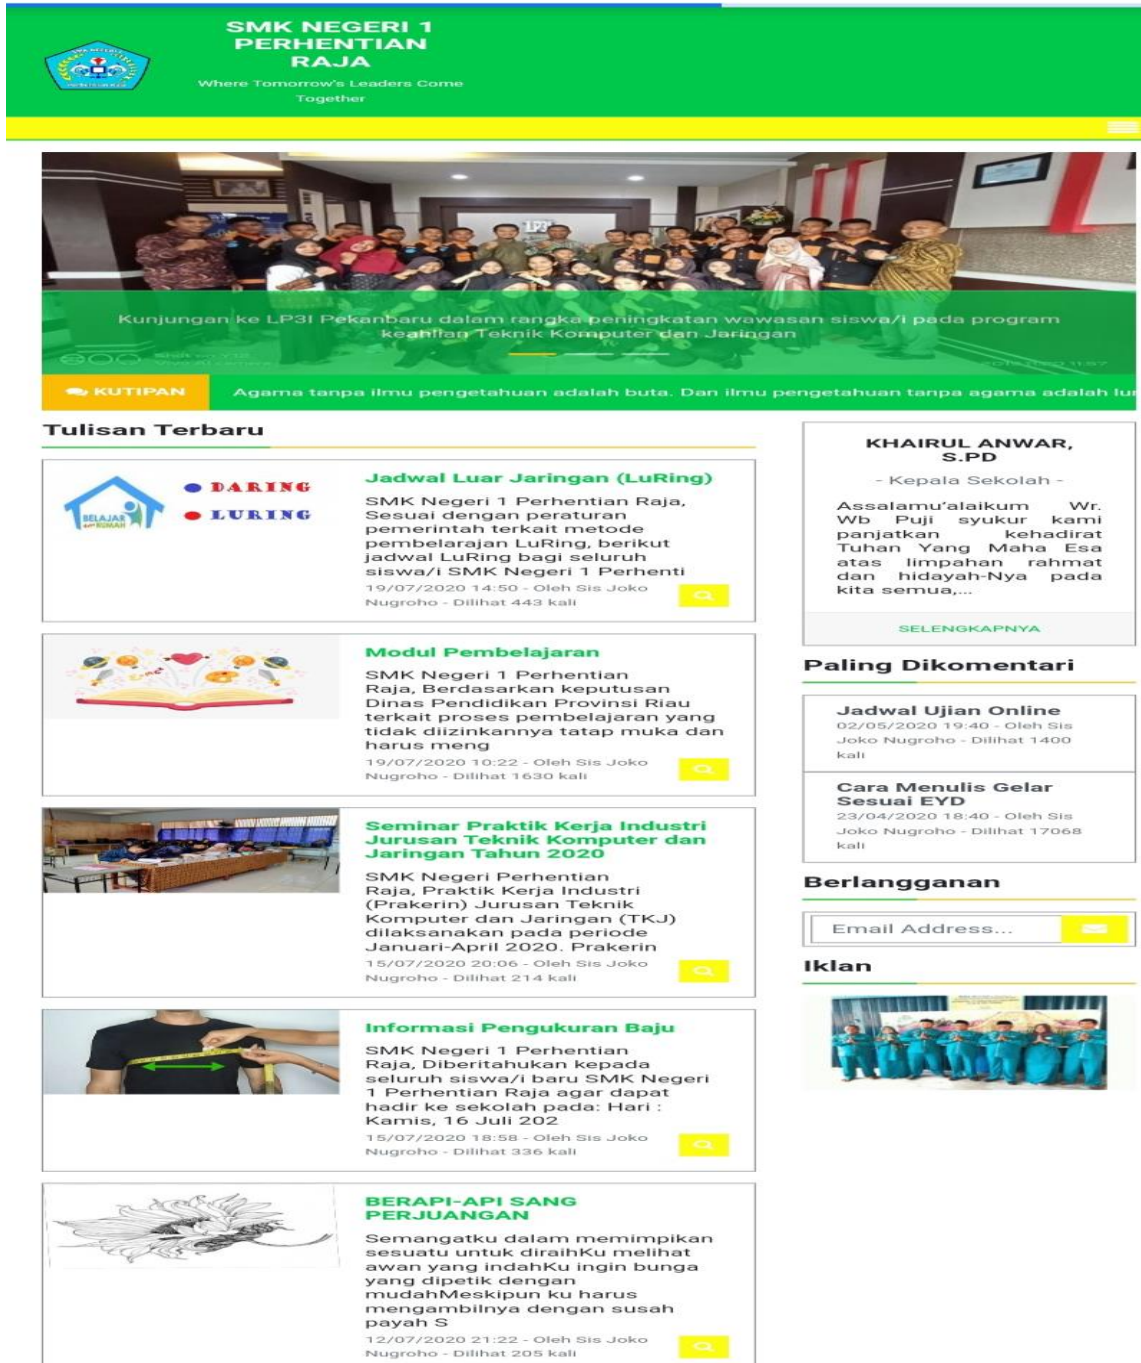 SMK NEGERI 1
PERHENTIAN
RAJA
Where Tomorrow's Leaders Come
Together
LP3I
Kunjungan ke LP3I Pekanbaru dalam rangka peningkatan wawasan siswa/i pada program
keahlian Teknik Komputer dan Jaringan
KUTIPAN
Agama tanpa ilmu pengetahuan adalah buta. Dan ilmu pengetahuan tanpa agama adalah lu
Tulisan Terbaru
BELAJAR
dari RUMAH
DARING
LURING
Jadwal Luar Jaringan (LuRing)
SMK Negeri 1 Perhentian Raja,
Sesuai dengan peraturan
pemerintah terkait metode
pembelarajan LuRing, berikut
jadwal LuRing bagi seluruh
siswa/i SMK Negeri 1 Perhenti
19/07/2020 14:50 - Oleh Sis Joko
Nugroho - Dilihat 443 kali
Modul Pembelajaran
SMK Negeri 1 Perhentian
Raja, Berdasarkan keputusan
Dinas Pendidikan Provinsi Riau
terkait proses pembelajaran yang
tidak diizinkannya tatap muka dan
harus meng
19/07/2020 10:22 - Oleh Sis Joko
Nugroho - Dilihat 1630 kali
Seminar Praktik Kerja Industri
Jurusan Teknik Komputer dan
Jaringan Tahun 2020
SMK Negeri Perhentian
Raja, Praktik Kerja Industri
(Prakerin) Jurusan Teknik
Komputer dan Jaringan (TKJ)
dilaksanakan pada periode
Januari-April 2020. Prakerin
15/07/2020 20:06 - Oleh Sis Joko
Nugroho - Dilihat 214 kali
Informasi Pengukuran Baju
SMK Negeri 1 Perhentian
Raja, Diberitahukan kepada
seluruh siswa/i baru SMK Negeri
1 Perhentian Raja agar dapat
hadir ke sekolah pada: Hari :
Kamis, 16 Juli 202
15/07/2020 18:58 - Oleh Sis Joko
Nugroho - Dilihat 336 kali
BERAPI-API SANG
PERJUANGAN
Semangatku dalam memimpikan
sesuatu untuk diraihKu melihat
awan yang indahKu ingin bunga
yang dipetik dengan
mudahMeskipun ku harus
mengambilnya dengan susah
payah S
12/07/2020 21:22 - Oleh Sis Joko
Nugroho - Dilihat 205 kali
KHAIRUL ANWAR,
S.PD
- Kepala Sekolah -
Assalamu'alaikum Wr.
Wb Puji syukur kami
panjatkan kehadirat
Tuhan Yang Maha Esa
atas limpahan rahmat
dan hidayah-Nya pada
kita semua,...
SELENGKAPNYA
Paling Dikomentari
Jadwal Ujian Online
02/05/2020 19:40 - Oleh Sis
Joko Nugroho - Dilihat 1400
kali
Cara Menulis Gelar
Sesuai EYD
23/04/2020 18:40 - Oleh Sis
Joko Nugroho - Dilihat 17068
kali
Berlangganan
Email Address...
Iklan